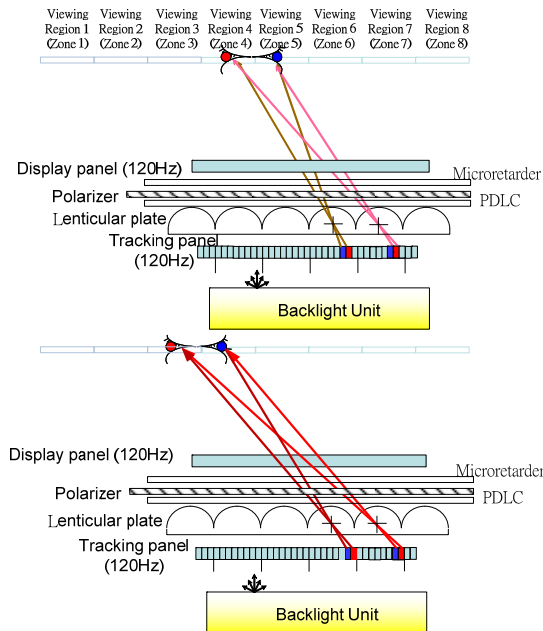 Viewing Viewing Viewing Viewing Viewing Viewing Viewing Viewing
Region 1 Region 2 Region 3 Region 4 Region 5 Region 6 Region 7 Region 8
(Zone 1) (Zone 2) (Zone 3) (Zone 4) (Zone 5) (Zone 6) (Zone 7) (Zone 8)
Display panel (120Hz)
Microretarder
Polarizer
PDLC
Lenticular plate
Tracking panel
(120Hz)
Backlight Unit
Display panel (120Hz)
Microretarder
Polarizer
PDLC
Lenticular plate
Tracking panel
(120Hz)
Backlight Unit